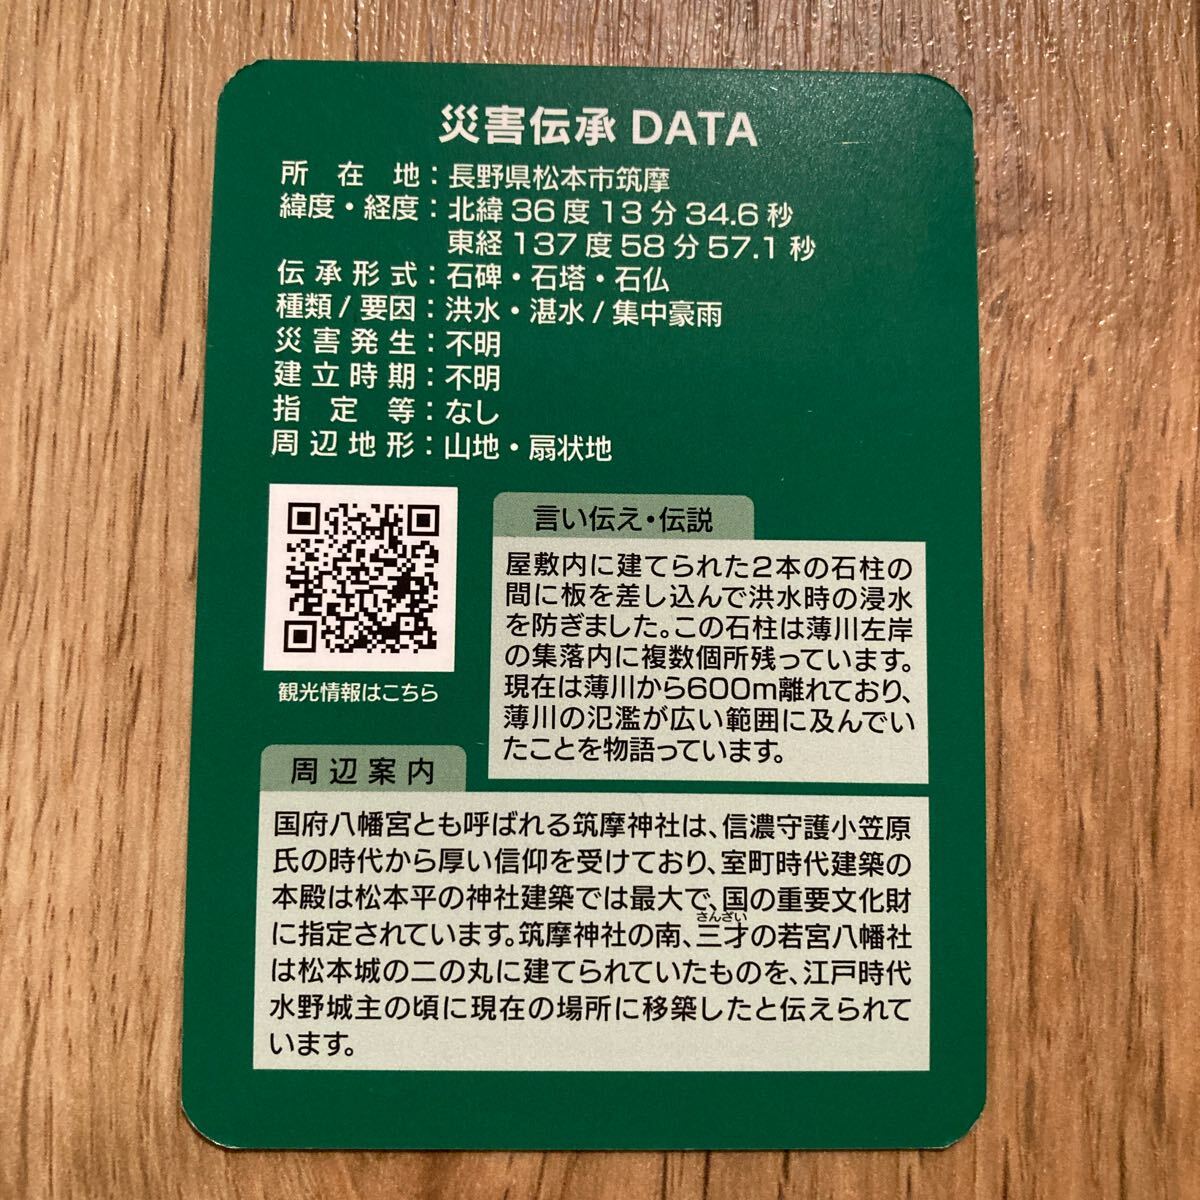 災害伝承 DATA
所在地：長野県松本市筑摩
緯度・経度：北緯 36 度 13 分 34.6 秒
東経 137 度 58 分 57.1 秒
伝承形式：石碑・石塔・石仏
種類 / 要因：洪水・湛水 / 集中豪雨
災害発生：不明
建立時期：不明
指定等：なし
周辺地形：山地・扇状地
言い伝え・伝説
屋敷内に建てられた2本の石柱の
間に板を差し込んで洪水時の浸水
を防ぎました。この石柱は薄川左岸
の集落内に複数個所残っています。
現在は薄川から600m離れており、
薄川の氾濫が広い範囲に及んでい
たことを物語っています。
観光情報はこちら
周辺案内
国府八幡宮とも呼ばれる筑摩神社は、信濃守護小笠原
氏の時代から厚い信仰を受けており、室町時代建築の
本殿は松本平の神社建築では最大で、国の重要文化財
さんざい
に指定されています。筑摩神社の南、三才の若宮八幡社
は松本城の二の丸に建てられていたものを、江戸時代
水野城主の頃に現在の場所に移築したと伝えられて
います。